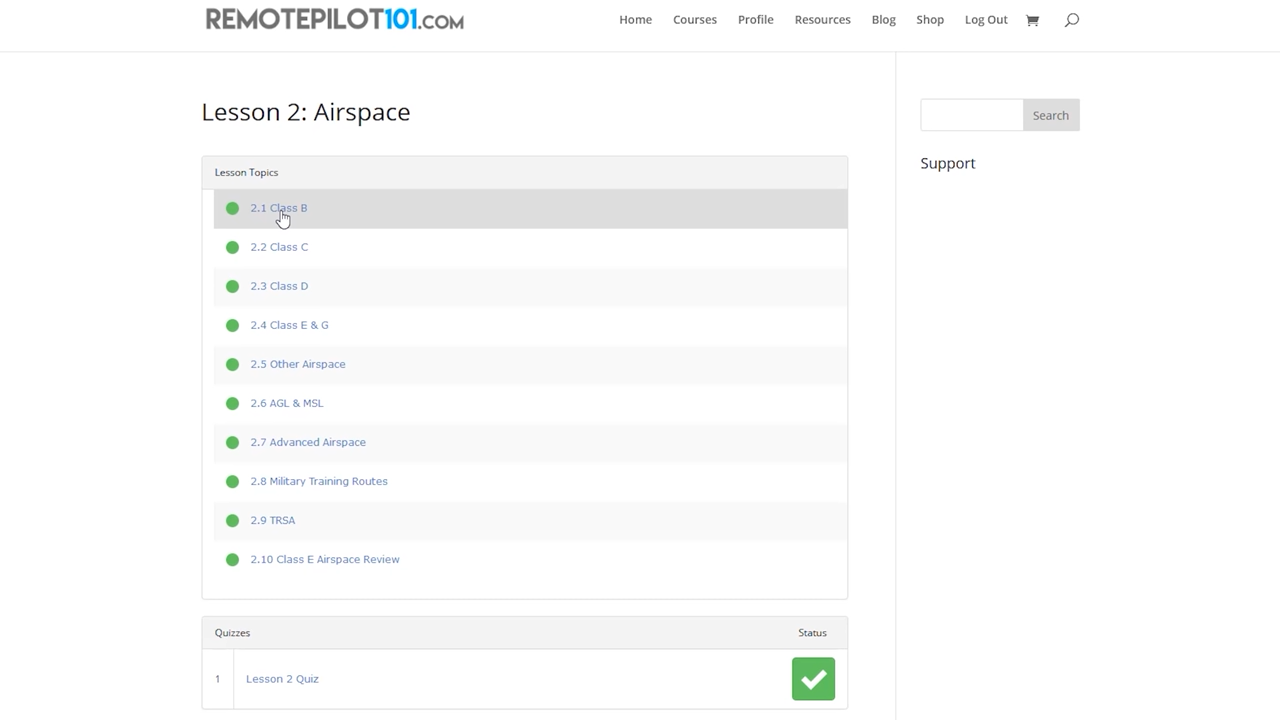 REMOTEPILOT101.COM
Home Courses Profile Resources Blog Shop Log Out
Lesson 2: Airspace
Search
Support
Lesson Topics
2.1 Class B
2.2 Class C
2.3 Class D
2.4 Class E & G
2.5 Other Airspace
2.6 AGL & MSL
2.7 Advanced Airspace
2.8 Military Training Routes
2.9 TRSA
2.10 Class E Airspace Review
Quizzes Status
1 Lesson 2 Quiz